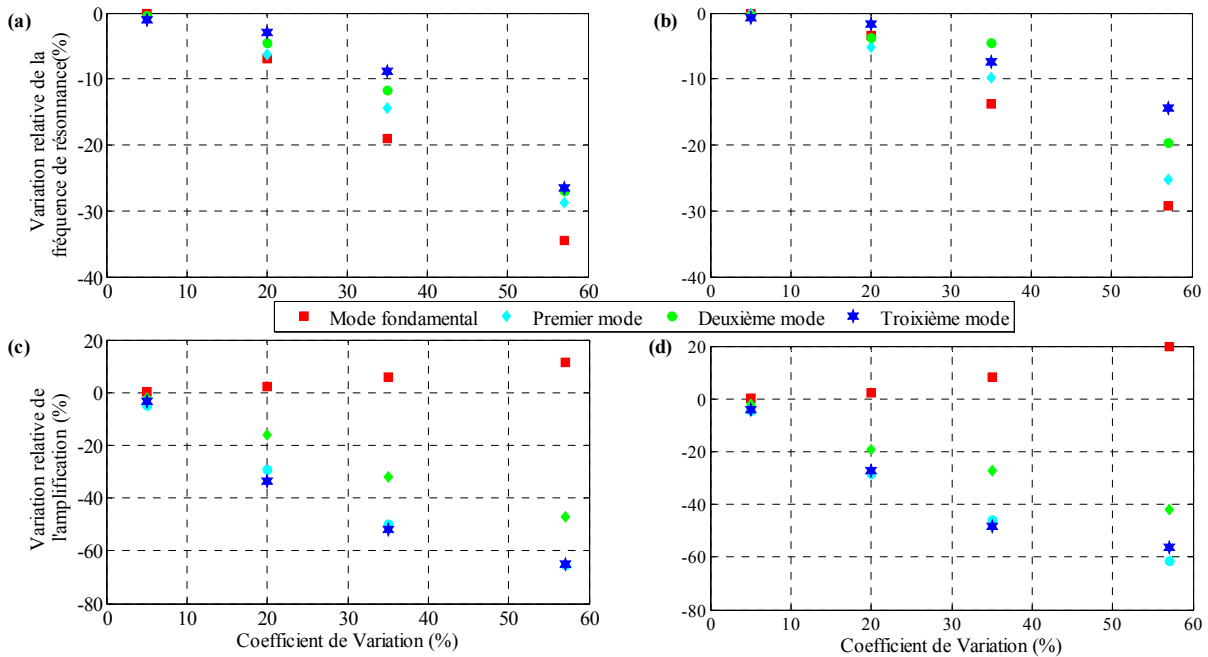 (a)
(b)
Variation relative de la
fréquence de résonnance(%)
0
-10
-20
-30
-40
0 10 20 30 40 50 60
0
-10
-20
-30
-40
0 10 20 30 40 50 60
Mode fondamental Premier mode Deuxième mode Troixième mode
(c)
(d)
Variation relative de
l'amplification (%)
20
0
-20
-40
-60
-80
0 10 20 30 40 50 60
Coefficient de Variation (%)
20
0
-20
-40
-60
-80
0 10 20 30 40 50 60
Coefficient de Variation (%)